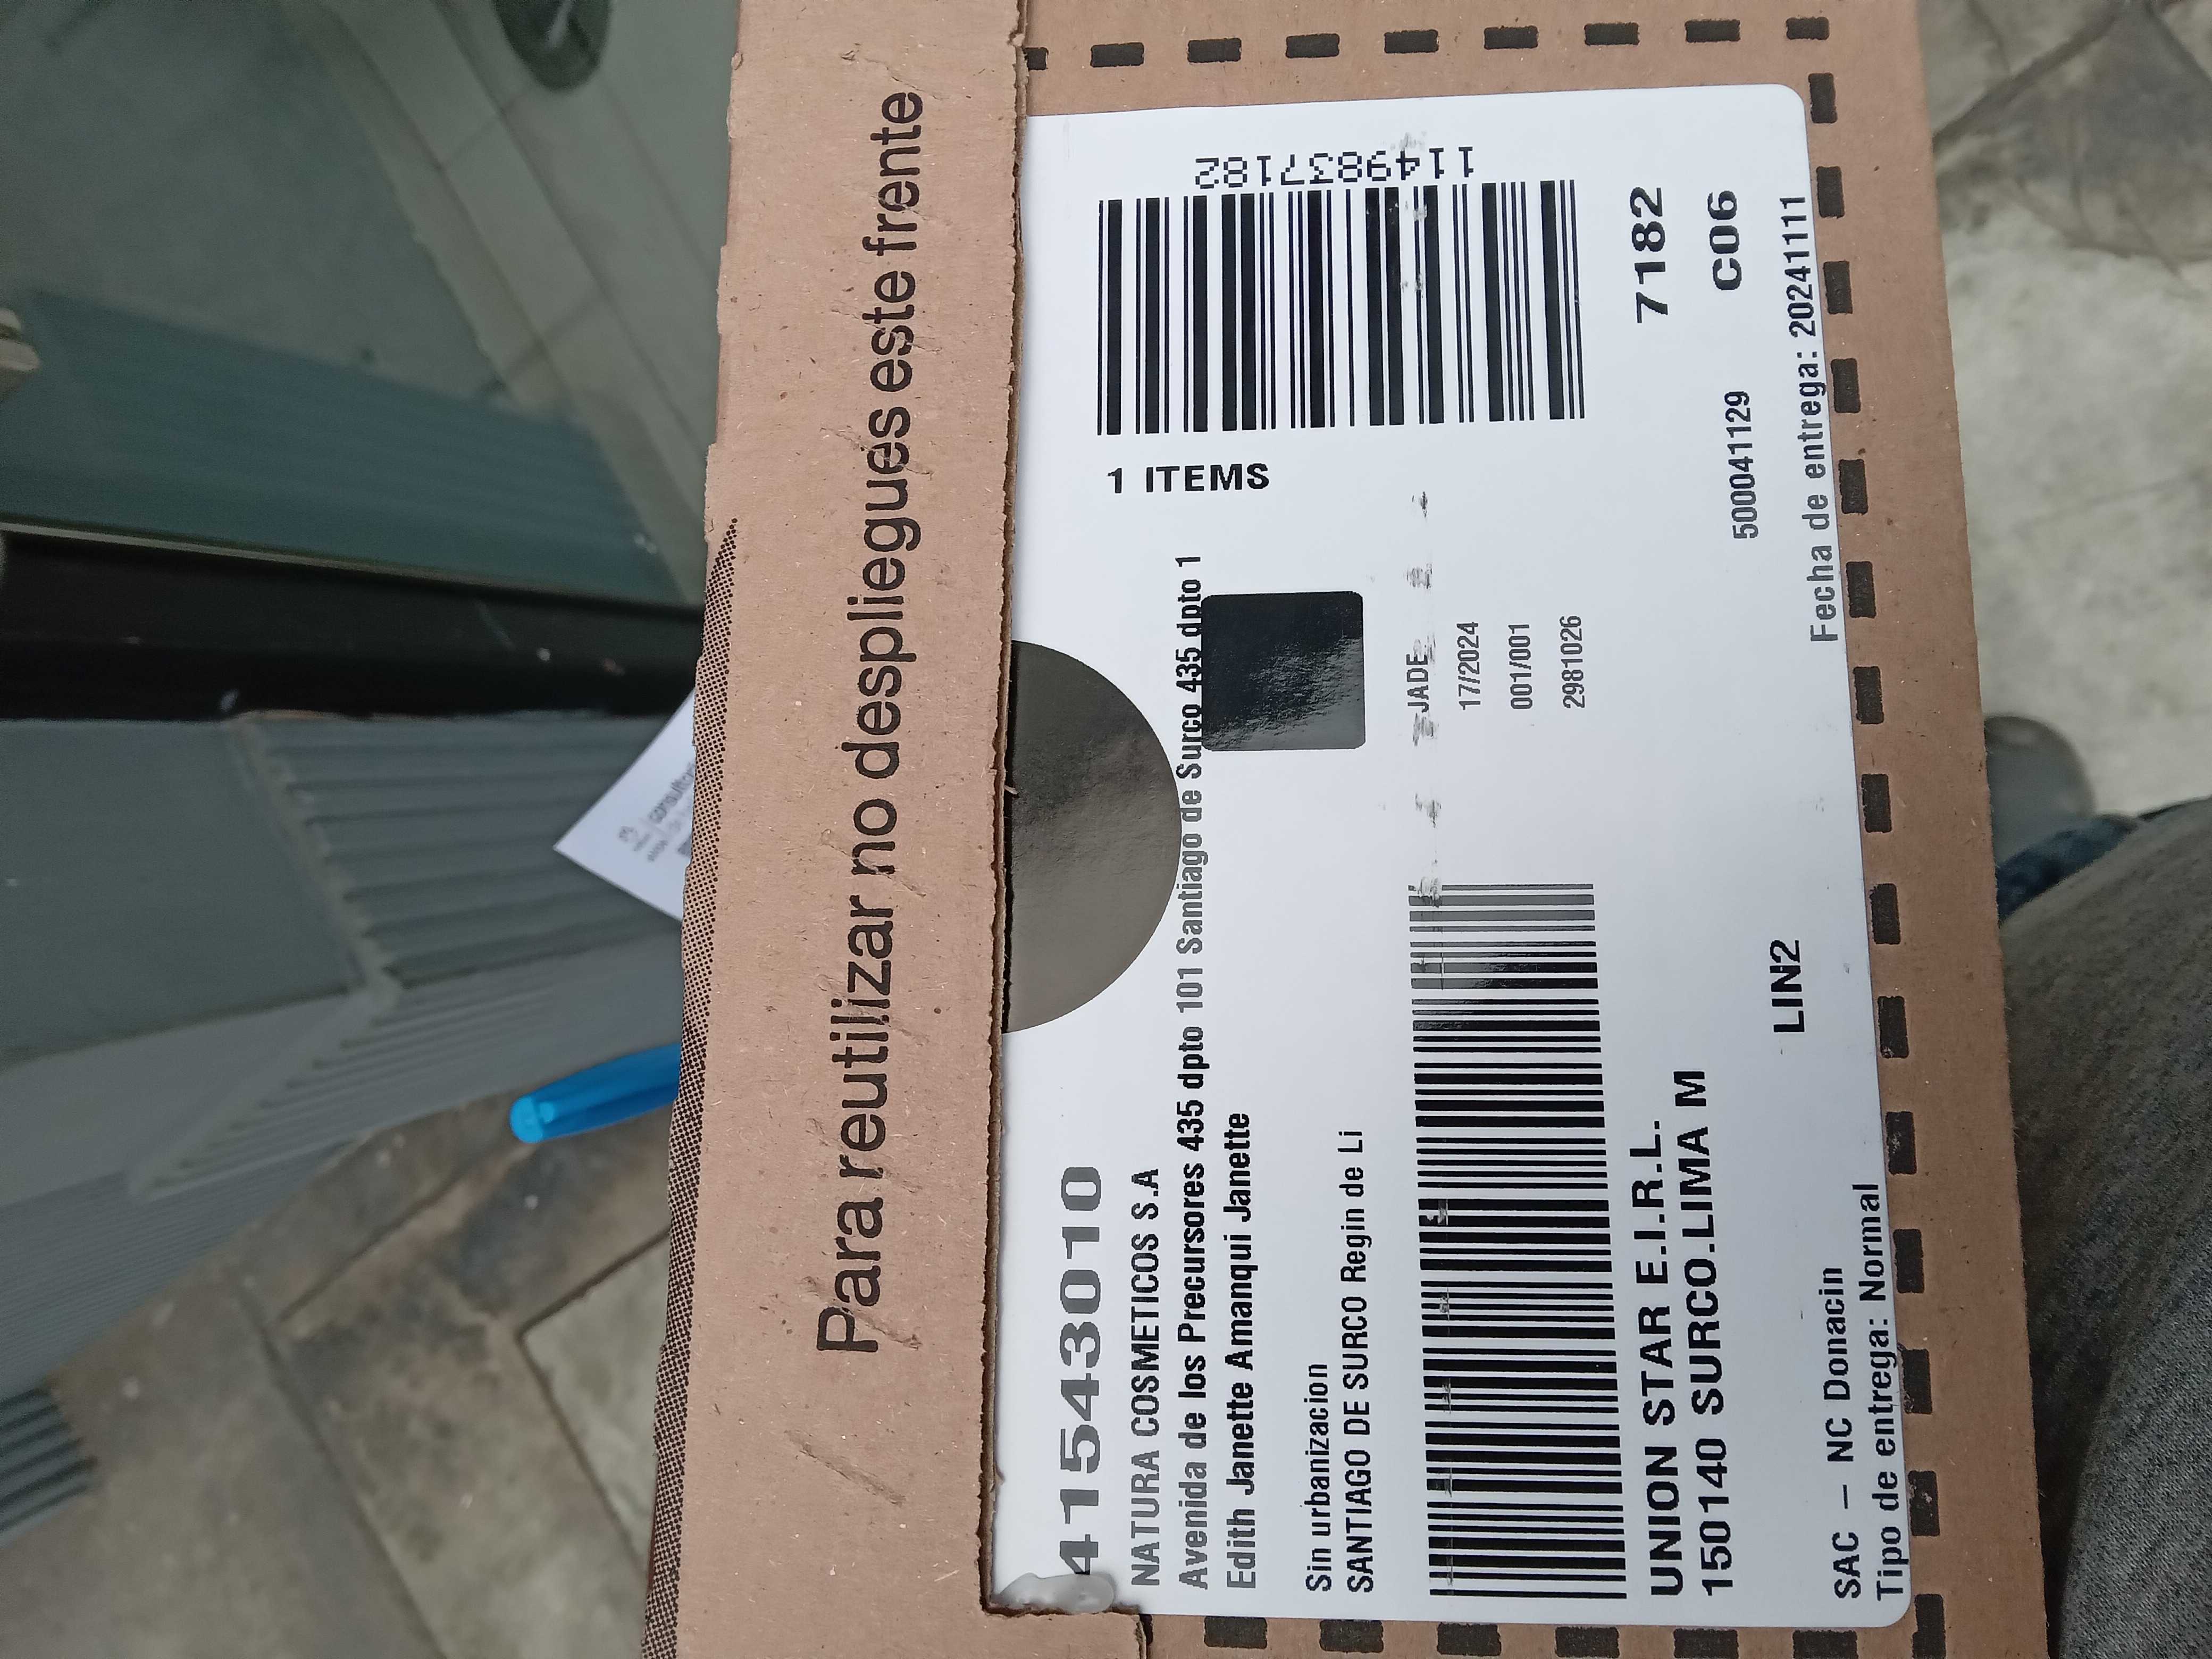 Para reutilizar no despliegues este frente
41543010
NATURA COSMETICOS S.A
Avenida de los Precursores 435 dpto 101 Santiago de Surco 435 dpto 1
Edith Janette Amanqui Janette
Sin urbanizacion
SANTIAGO DE SURCO Regin de Li
1 ITEMS
1149837182
JADE
17/2024
001/001
2981026
UNION STAR E.I.R.L.
150140 SURCO.LIMA M
7182
C06
LIN2
500041129
SAC – NC Donacin
Tipo de entrega: Normal
Fecha de entrega: 20241111